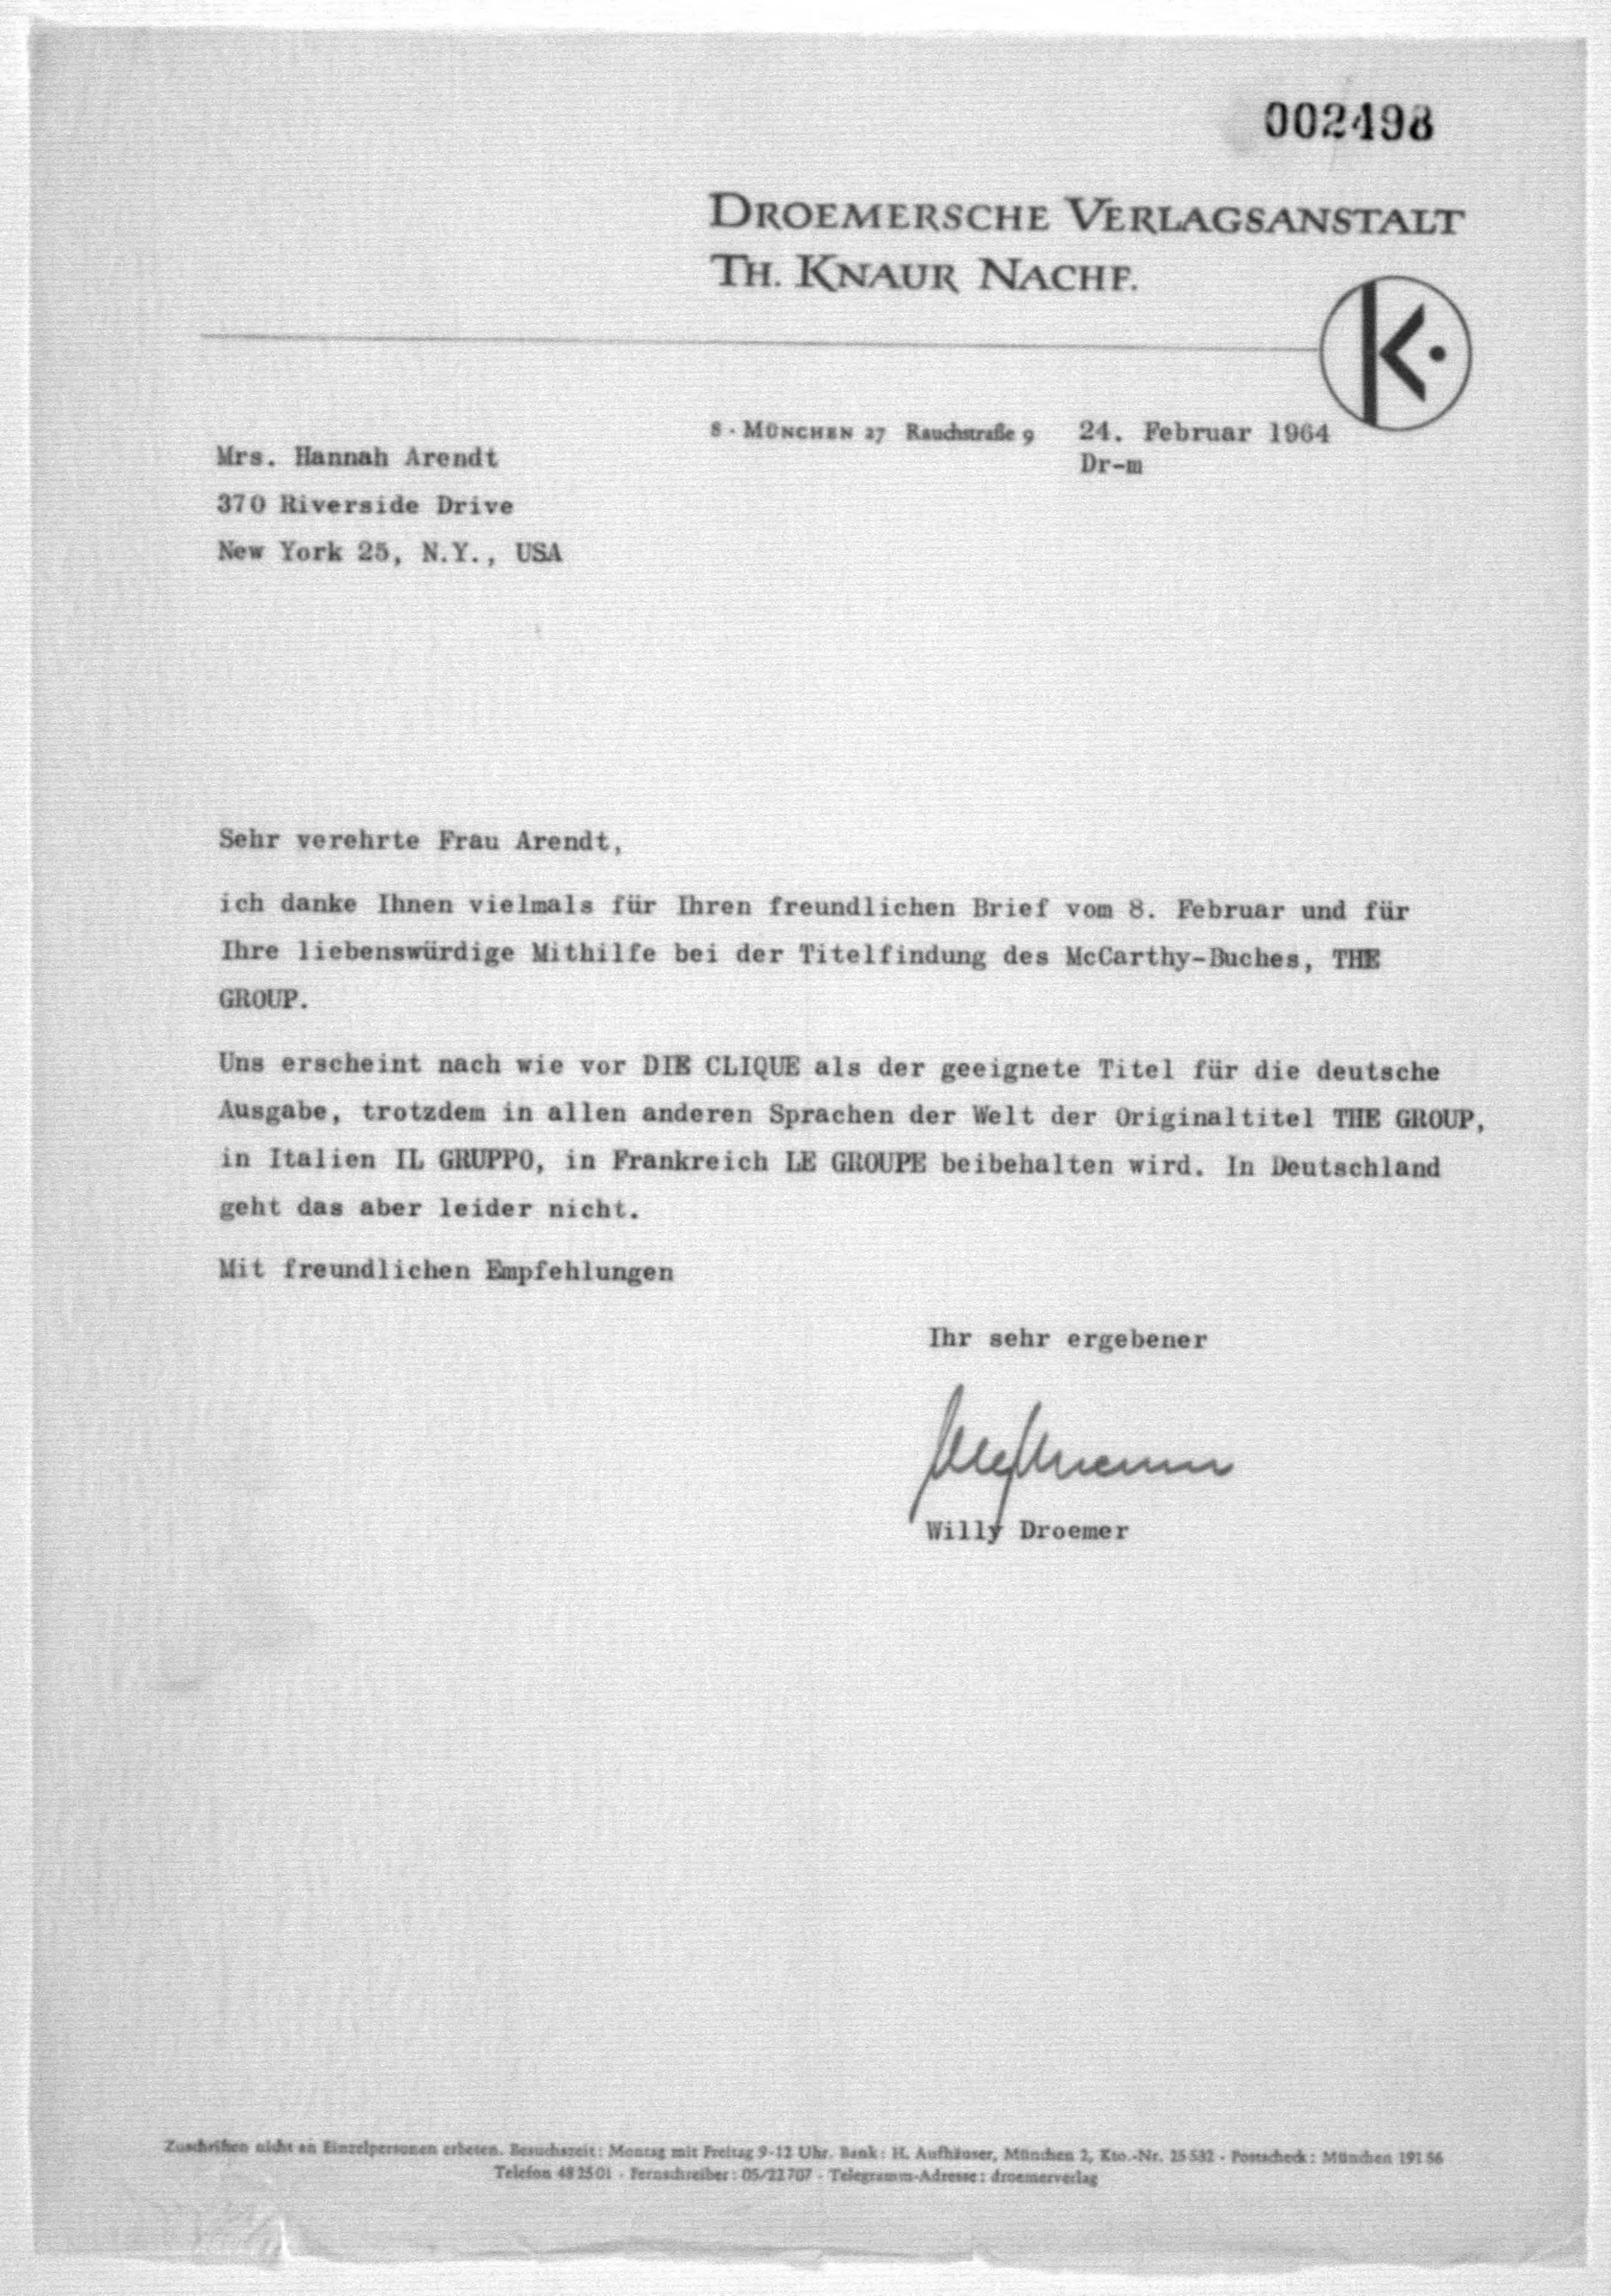 002498
DROEMERSCHE VERLAGSANSTALT
TH. KNAUR NACHF.
K.
8 - MÜNCHEN 27 Rauchstraße 9 24. Februar 1964
Dr-m
Mrs. Hannah Arendt
370 Riverside Drive
New York 25, N.Y., USA
Sehr verehrte Frau Arendt,
ich danke Ihnen vielmals für Ihren freundlichen Brief vom 8. Februar und für
Ihre liebenswürdige Mithilfe bei der Titelfindung des McCarthy-Buches, THE
GROUP.
Uns erscheint nach wie vor DIE CLIQUE als der geeignete Titel für die deutsche
Ausgabe, trotzdem in allen anderen Sprachen der Welt der Originaltitel THE GROUP,
in Italien IL GRUPPO, in Frankreich LE GROUPE beibehalten wird. In Deutschland
geht das aber leider nicht.
Mit freundlichen Empfehlungen
Ihr sehr ergebener
Willy Droemer
Zuschriften nicht an Einzelpersonen erbeten. Besuchszeit: Montag mit Freitag 9-12 Uhr. Bank: H. Aufhäuser, München 2, Kto.-Nr. 25 532 - Postscheck: München 191 56
Telefon 48 25 01 - Fernschreiber: 05/22 707 - Telegramm-Adresse: droemerverlag